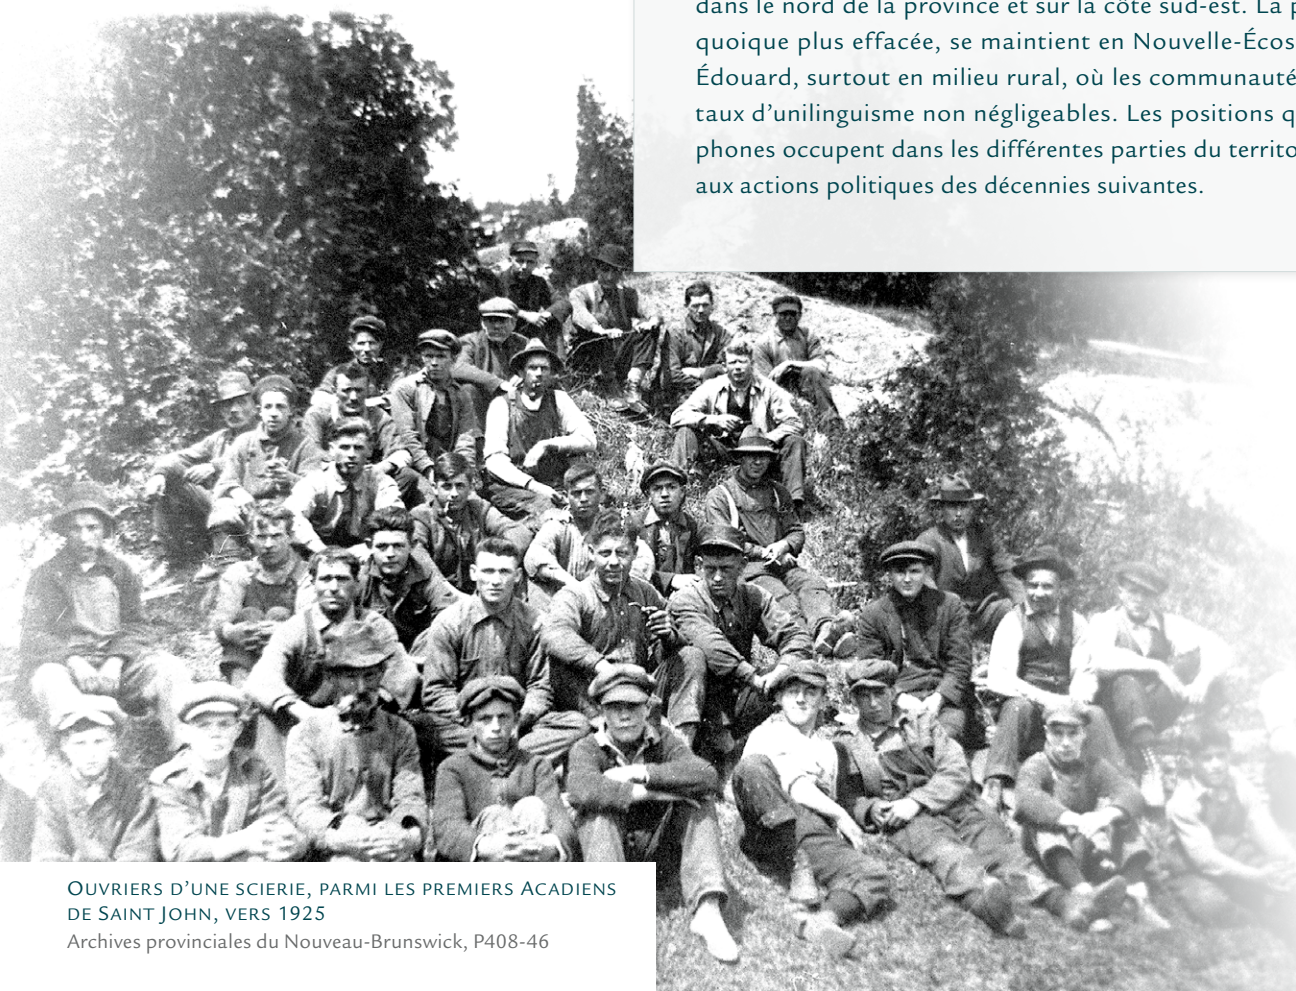 dans le nord de la province et sur la côte sud-est. La
quoique plus effacée, se maintient en Nouvelle-Écos
Édouard, surtout en milieu rural, où les communauté
taux d’unilinguisme non négligeables. Les positions q
phones occupent dans les différentes parties du territo
aux actions politiques des décennies suivantes.
Ouvriers d’une scierie, parmi les premiers Acadiens
de Saint John, vers 1925
Archives provinciales du Nouveau-Brunswick, P408-46